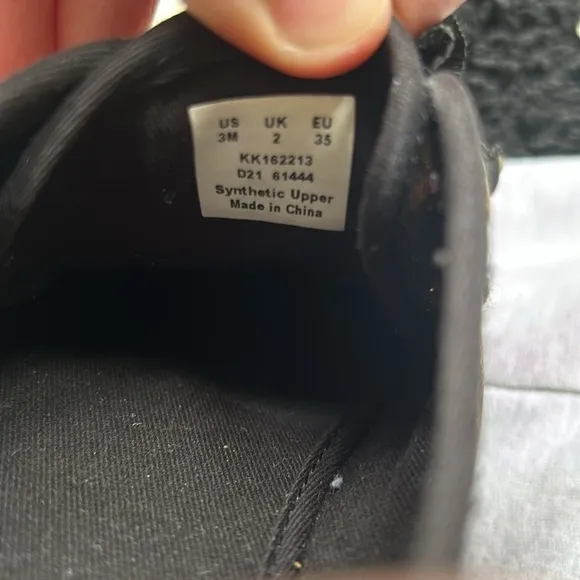 US UK EU
3M 2 35
KK162213
D21 61444
Synthetic Upper
Made in China